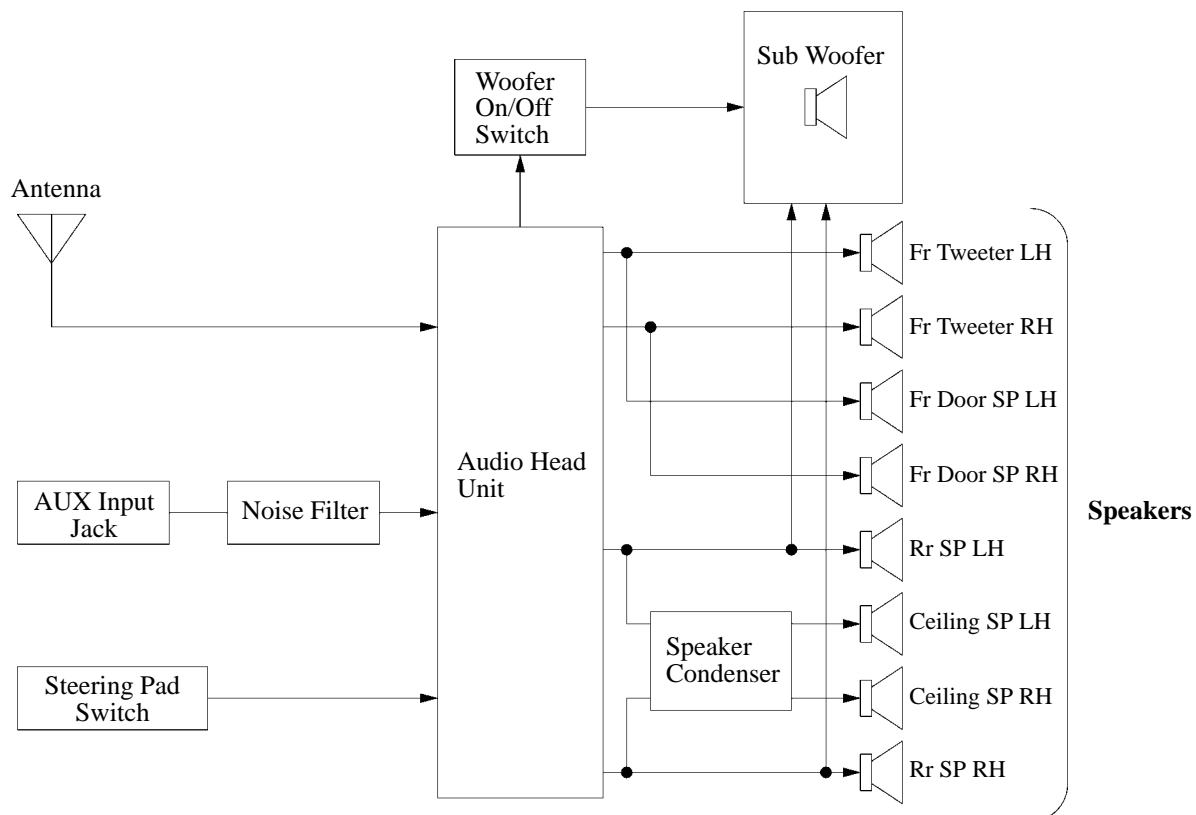 Sub Woofer
Woofer
On/Off
Switch
Antenna
Fr Tweeter LH
Fr Tweeter RH
Fr Door SP LH
Audio Head
Unit
Fr Door SP RH
AUX Input
Jack
Noise Filter
Speakers
Rr SP LH
Ceiling SP LH
Speaker
Condenser
Steering Pad
Switch
Ceiling SP RH
Rr SP RH